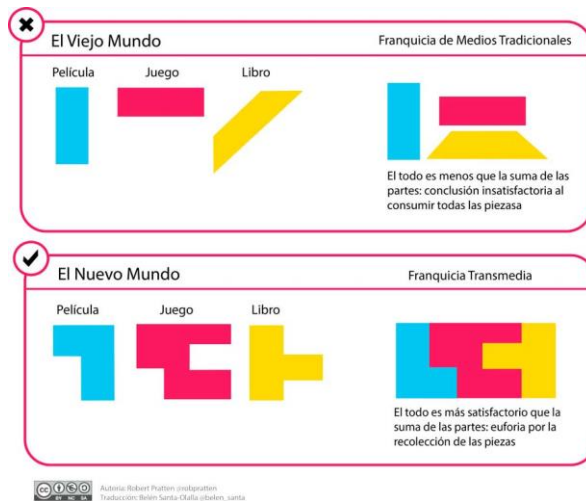 El Viejo Mundo
Franquicia de Medios Tradicionales
Película
Juego
Libro
El todo es menos que la suma de las
partes: conclusión insatisfactoria al
consumir todas las piezasa
El Nuevo Mundo
Franquicia Transmedia
Película
Juego
Libro
El todo es más satisfactorio que la
suma de las partes: euforia por la
recolección de las piezas
BY NC SA
Autoría: Robert Pratten @robpratten
Traducción: Belén Santa-Olalla @belen_santa